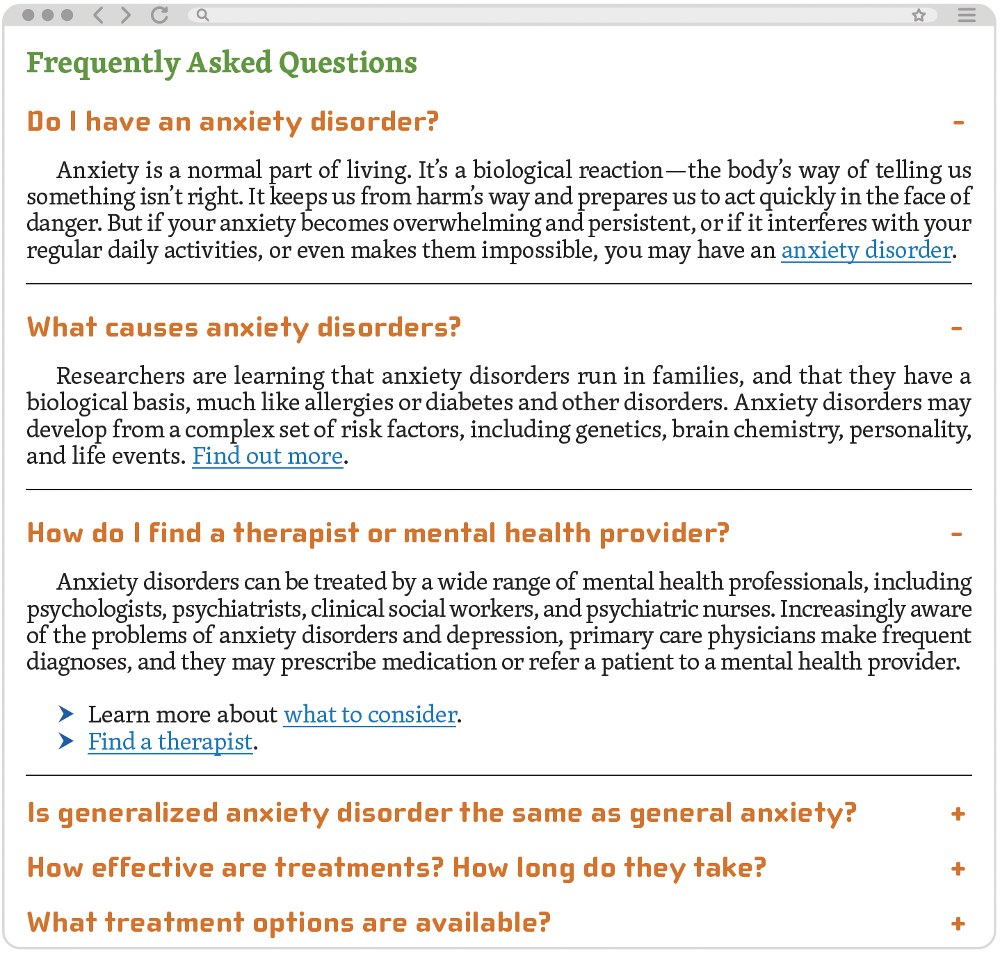 Frequently Asked Questions
Do I have an anxiety disorder? -
Anxiety is a normal part of living. It’s a biological reaction—the body’s way of telling us
something isn’t right. It keeps us from harm’s way and prepares us to act quickly in the face of
danger. But if your anxiety becomes overwhelming and persistent, or if it interferes with your
regular daily activities, or even makes them impossible, you may have an anxiety disorder.
What causes anxiety disorders? -
Researchers are learning that anxiety disorders run in families, and that they have a
biological basis, much like allergies or diabetes and other disorders. Anxiety disorders may
develop from a complex set of risk factors, including genetics, brain chemistry, personality,
and life events. Find out more.
How do I find a therapist or mental health provider? -
Anxiety disorders can be treated by a wide range of mental health professionals, including
psychologists, psychiatrists, clinical social workers, and psychiatric nurses. Increasingly aware
of the problems of anxiety disorders and depression, primary care physicians make frequent
diagnoses, and they may prescribe medication or refer a patient to a mental health provider.
➤ Learn more about what to consider.
➤ Find a therapist.
Is generalized anxiety disorder the same as general anxiety? +
How effective are treatments? How long do they take? +
What treatment options are available? +